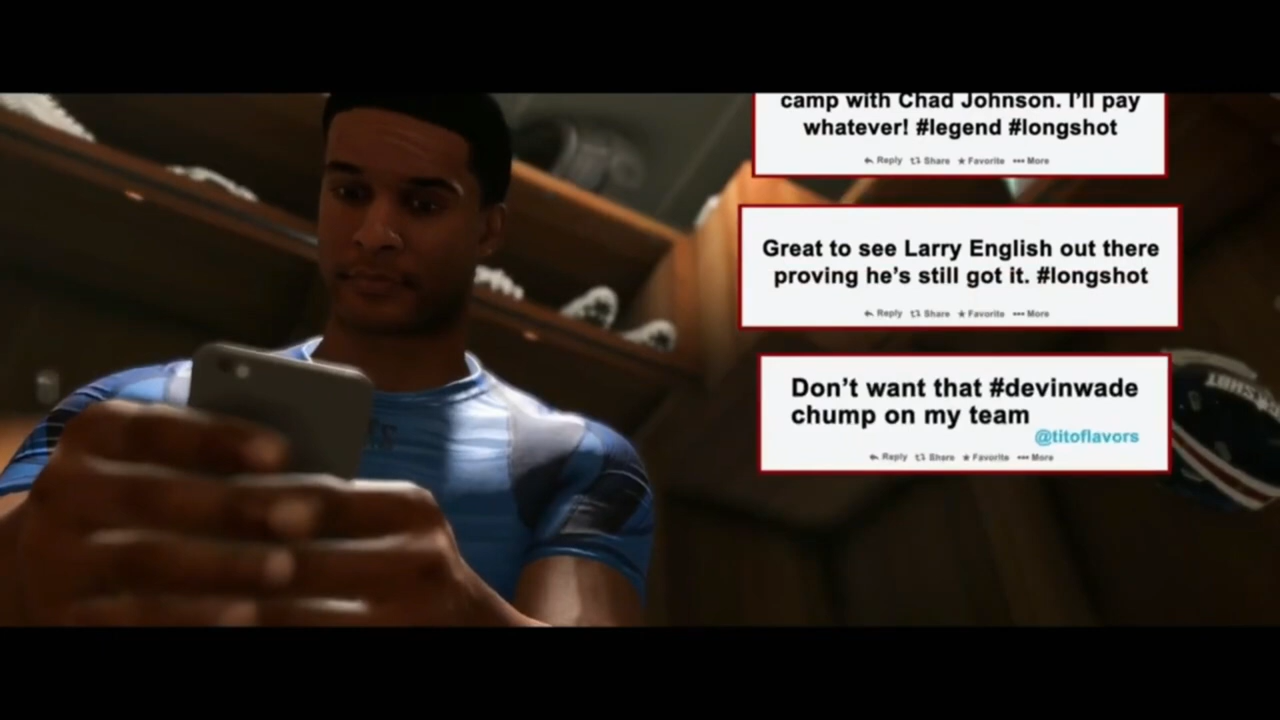 camp with Chad Johnson. I'll pay
whatever! #legend #longshot
Reply Share Favorite More
Great to see Larry English out there
proving he's still got it. #longshot
Reply Share Favorite More
Don't want that #devinwade
chump on my team
@titoflavors
Reply Share Favorite More